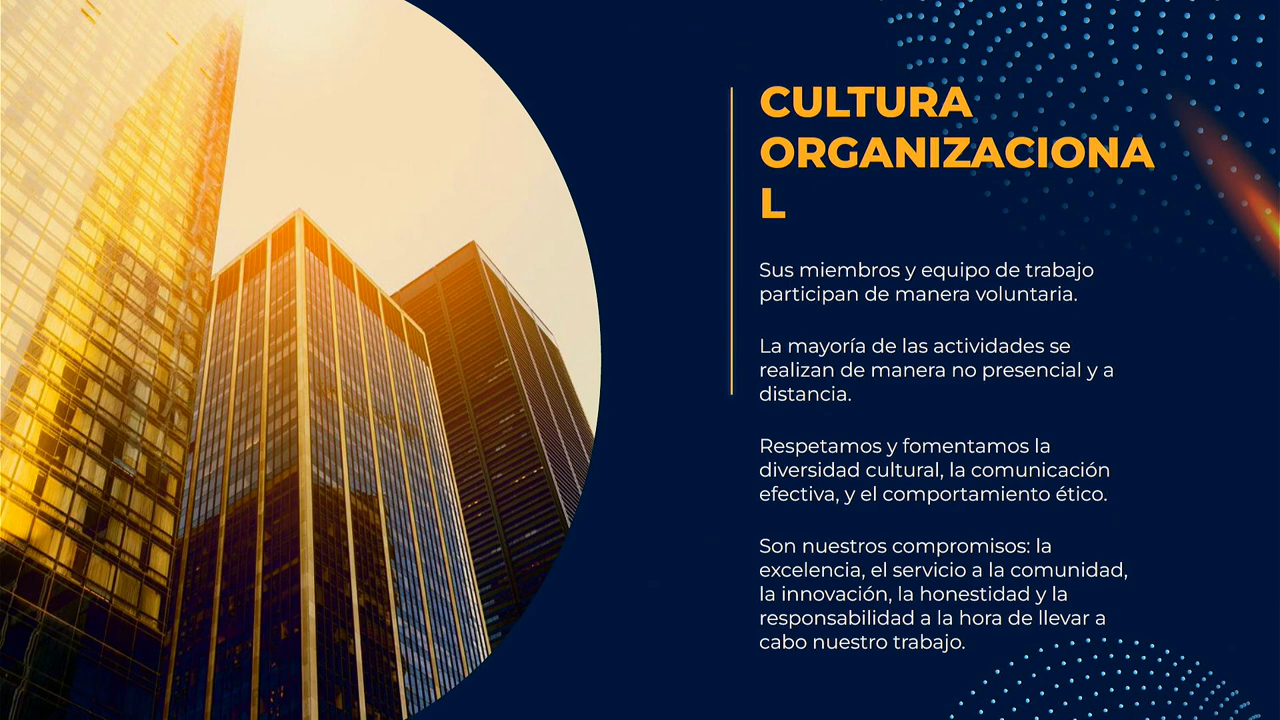 CULTURA
ORGANIZACIONA
L
Sus miembros y equipo de trabajo
participan de manera voluntaria.
La mayoría de las actividades se
realizan de manera no presencial y a
distancia.
Respetamos y fomentamos la
diversidad cultural, la comunicación
efectiva, y el comportamiento ético.
Son nuestros compromisos: la
excelencia, el servicio a la comunidad,
la innovación, la honestidad y la
responsabilidad a la hora de llevar a
cabo nuestro trabajo.